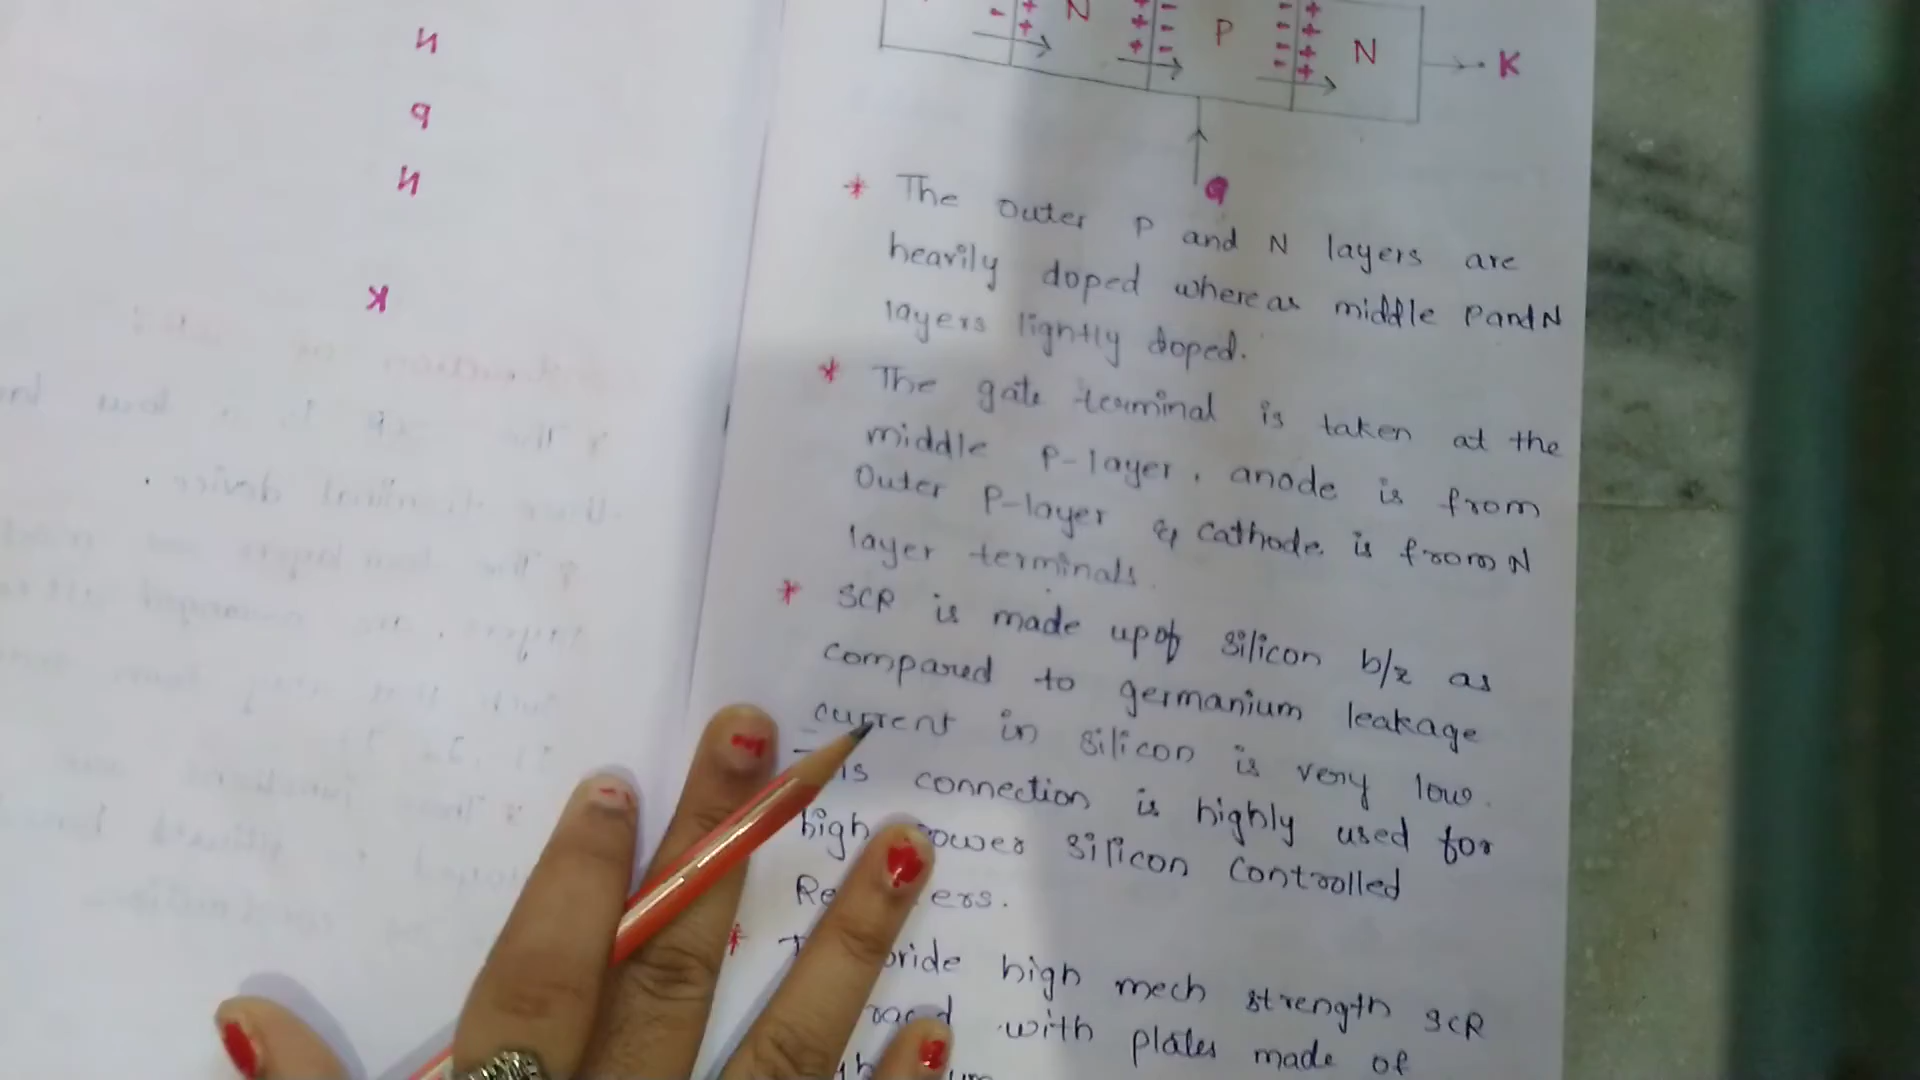 N
P
N
K
N P N K
G
* The outer P and N layers are
heavily doped where as middle P and N
layers lightly doped.
* The gate terminal is taken at the
middle P-layer, anode is from
Outer P-layer & Cathode is from N
layer terminals.
* SCR is made up of silicon b/z as
compared to germanium leakage
current in silicon is very low.
connection is highly used for
high power silicon controlled
* high mech strength SCR
with plates made of